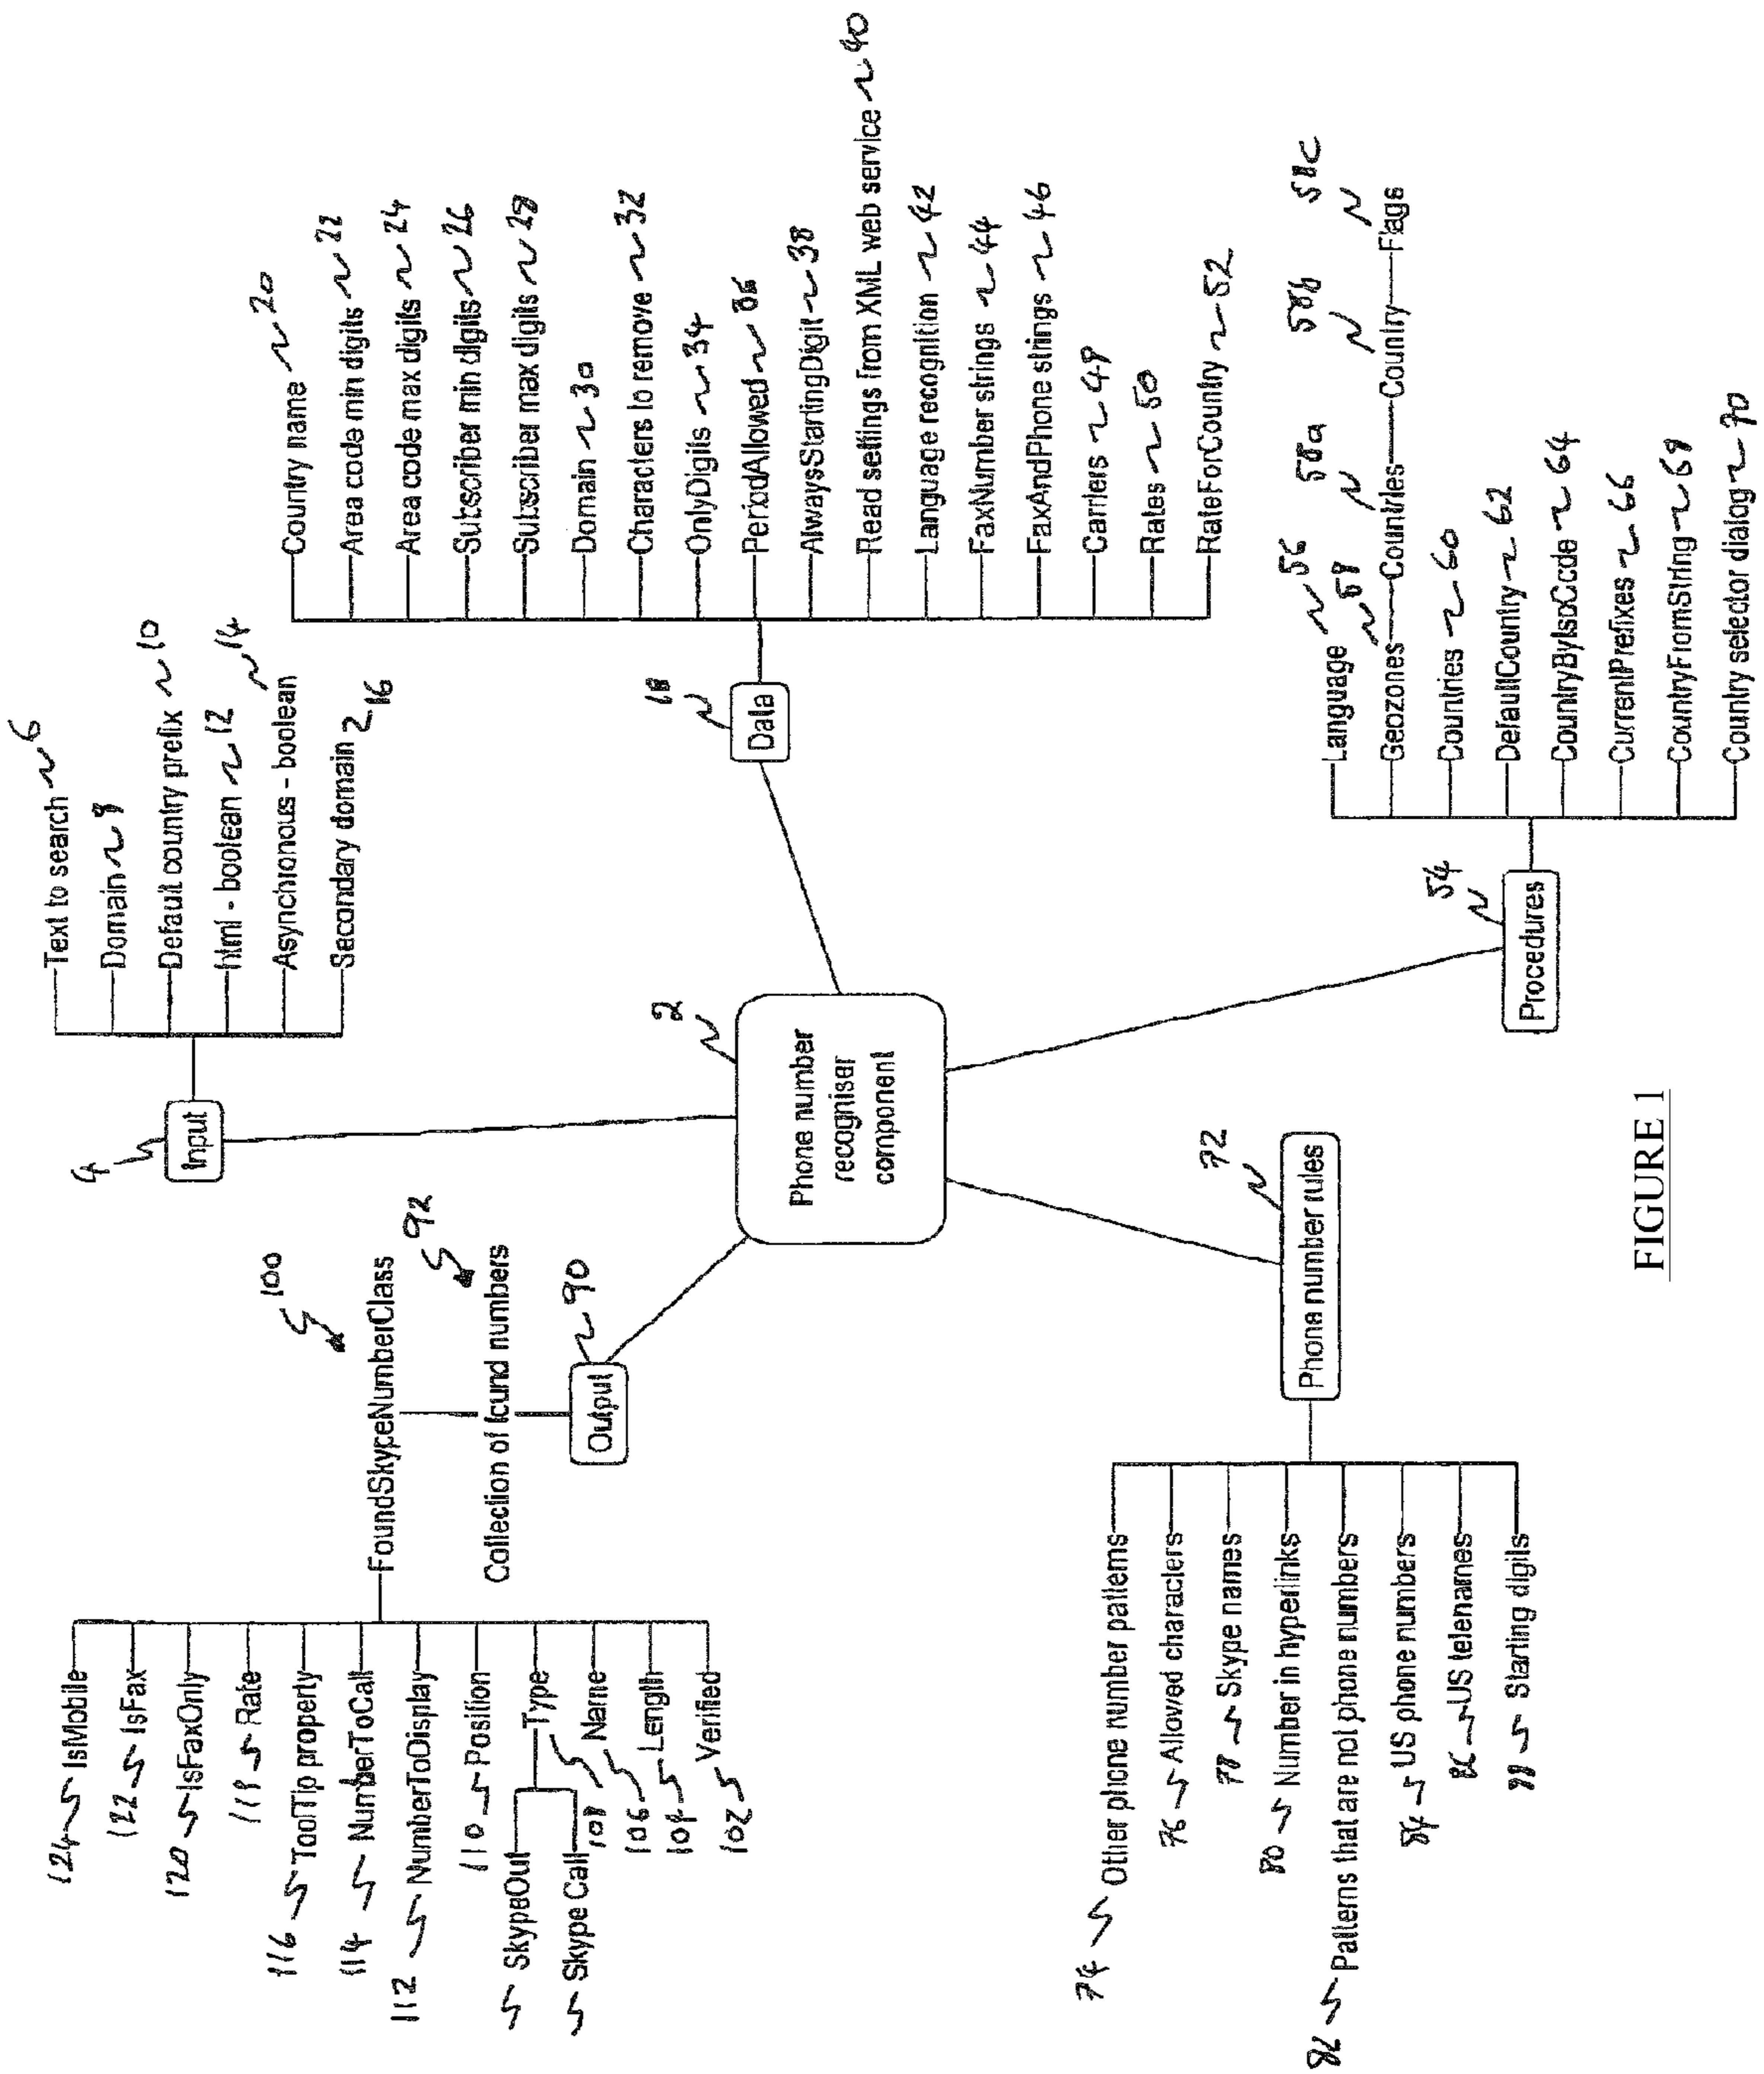 Text to search 6
Domain 8
Default country prefix 10
html - boolean 12
Asynchronous - boolean 14
Secondary domain 16
4
Input
Country name 20
Area code min digits 22
Area code max digits 24
Subscriber min digits 26
Subscriber max digits 28
Domain 30
Characters to remove 32
OnlyDigits 34
PeriodAllowed 36
AlwaysStartingDigit 38
Read settings from XML web service 40
Language recognition 42
FaxNumber strings 44
FaxAndPhone strings 46
Carries 48
Rates 50
RateForCountry 52
18
Data
2
Phone number
recogniser
component
Language 56
58 58a 58b 58c
Geozones Countries Country Flags
Countries 60
DefaultCountry 62
CountryByIsoCode 64
CurrentPrefixes 66
CountryFromString 68
Country selector dialog 70
54
Procedures
100
FoundSkypeNumberClass
92
Collection of found numbers
Output 90
124 IsMobile
122 IsFax
120 IsFaxOnly
118 Rate
116 ToolTip property
114 NumberToCall
112 NumberToDisplay
110 Position
Type
108
SkypeOut
Skype Call
Name
106
Length
104
Verified
102
72
Phone number rules
74 Other phone number patterns
76 Allowed characters
78 Skype names
80 Number in hyperlinks
82 Patterns that are not phone numbers
84 US phone numbers
86 US telenames
88 Starting digits
FIGURE 1